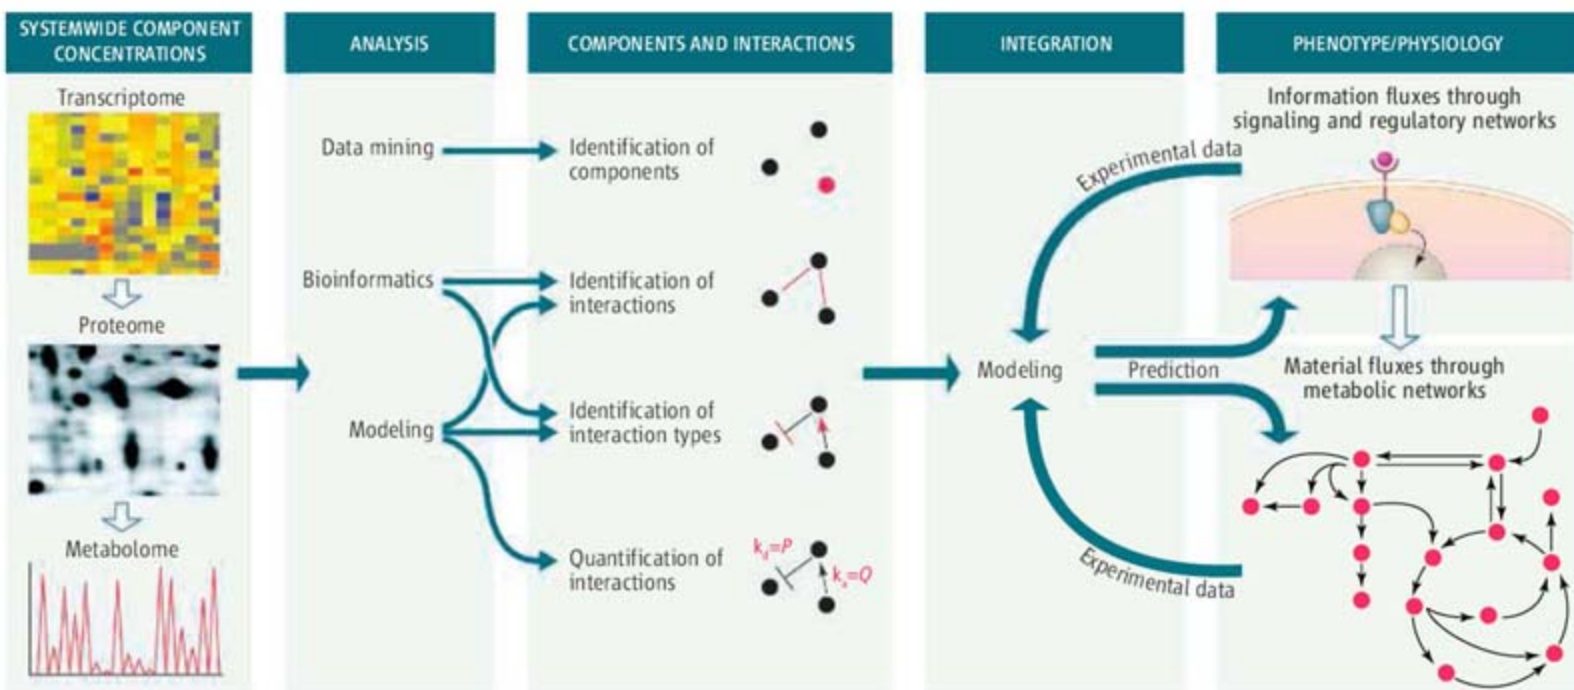 SYSTEMWIDE COMPONENT
CONCENTRATIONS
ANALYSIS
COMPONENTS AND INTERACTIONS
INTEGRATION
PHENOTYPE/PHYSIOLOGY
Transcriptome
Proteome
Metabolome
Data mining
Bioinformatics
Modeling
Identification of
components
Identification of
interactions
Identification of
interaction types
Quantification of
interactions
k_d=P
k_a=Q
Modeling
Experimental data
Prediction
Experimental data
Information fluxes through
signaling and regulatory networks
Material fluxes through
metabolic networks